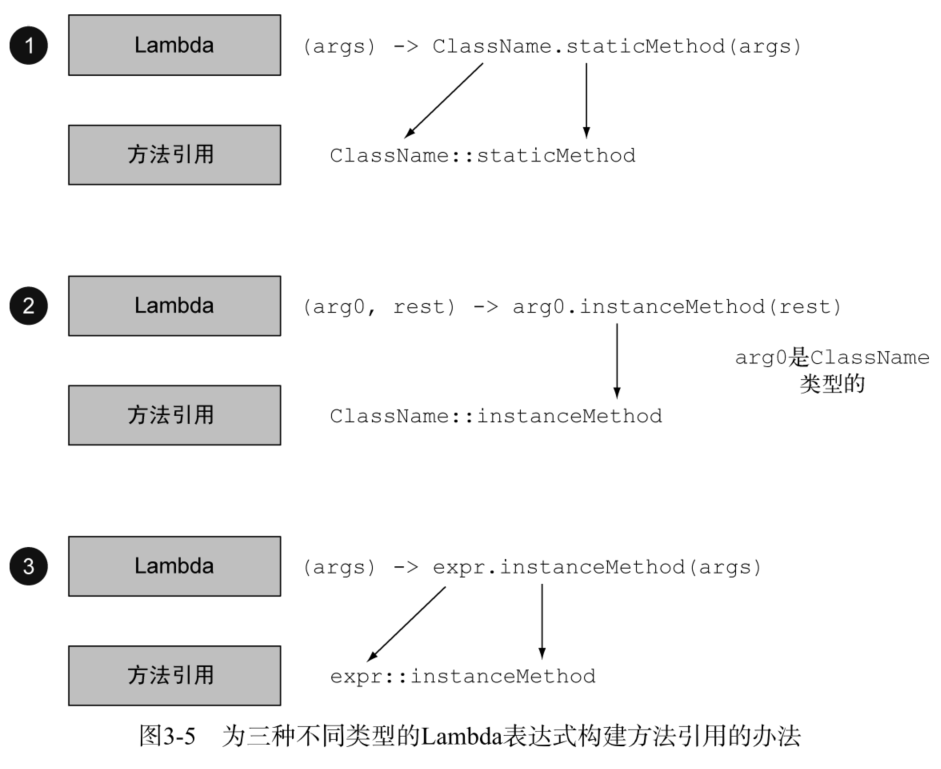 1 Lambda (args) -> ClassName.staticMethod(args)
方法引用 ClassName::staticMethod
2 Lambda (arg0, rest) -> arg0.instanceMethod(rest)
arg0是ClassName
类型的
方法引用 ClassName::instanceMethod
3 Lambda (args) -> expr.instanceMethod(args)
方法引用 expr::instanceMethod
图3-5 为三种不同类型的Lambda表达式构建方法引用的办法